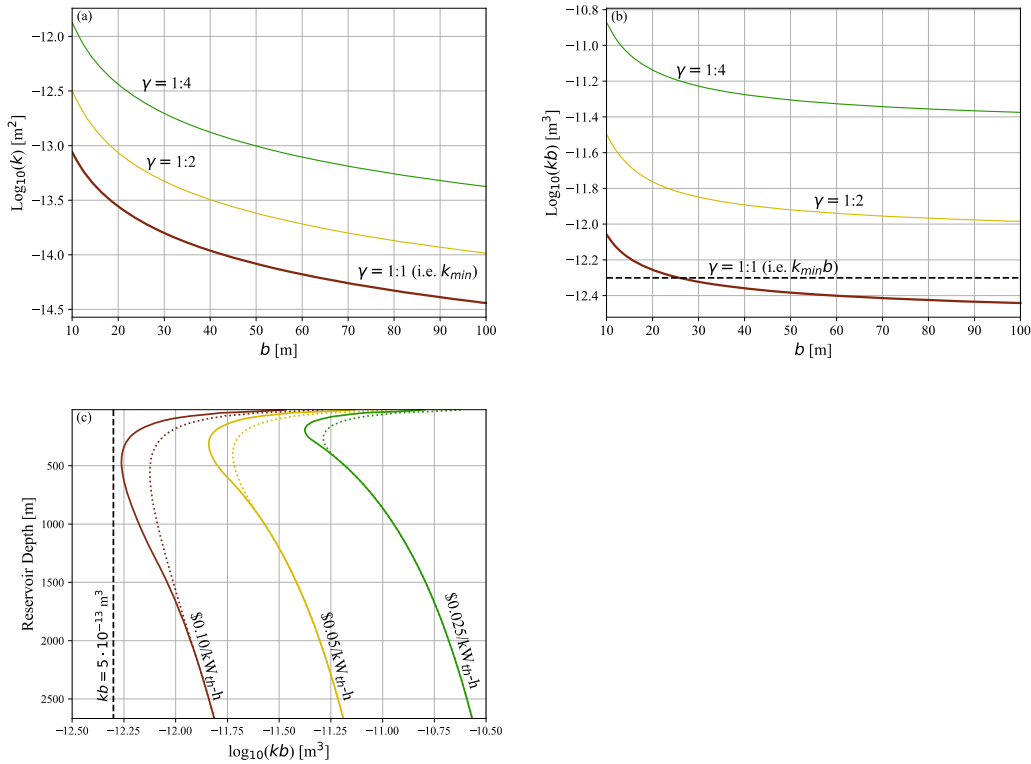 (a)
Log₁₀(k) [m²]
−12.0
−12.5
−13.0
−13.5
−14.0
−14.5
γ = 1:4
γ = 1:2
γ = 1:1 (i.e. kₘᵢₙ)
10 20 30 40 50 60 70 80 90 100
b [m]
(b)
Log₁₀(kb) [m³]
−10.8
−11.0
−11.2
−11.4
−11.6
−11.8
−12.0
−12.2
−12.4
γ = 1:4
γ = 1:2
γ = 1:1 (i.e. kₘᵢₙb)
10 20 30 40 50 60 70 80 90 100
b [m]
(c)
Reservoir Depth [m]
500
1000
1500
2000
2500
kb = 5 · 10⁻¹³ m³
$0.10/kWₜₕ-h
$0.05/kWₜₕ-h
$0.025/kWₜₕ-h
−12.50 −12.25 −12.00 −11.75 −11.50 −11.25 −11.00 −10.75 −10.50
log₁₀(kb) [m³]